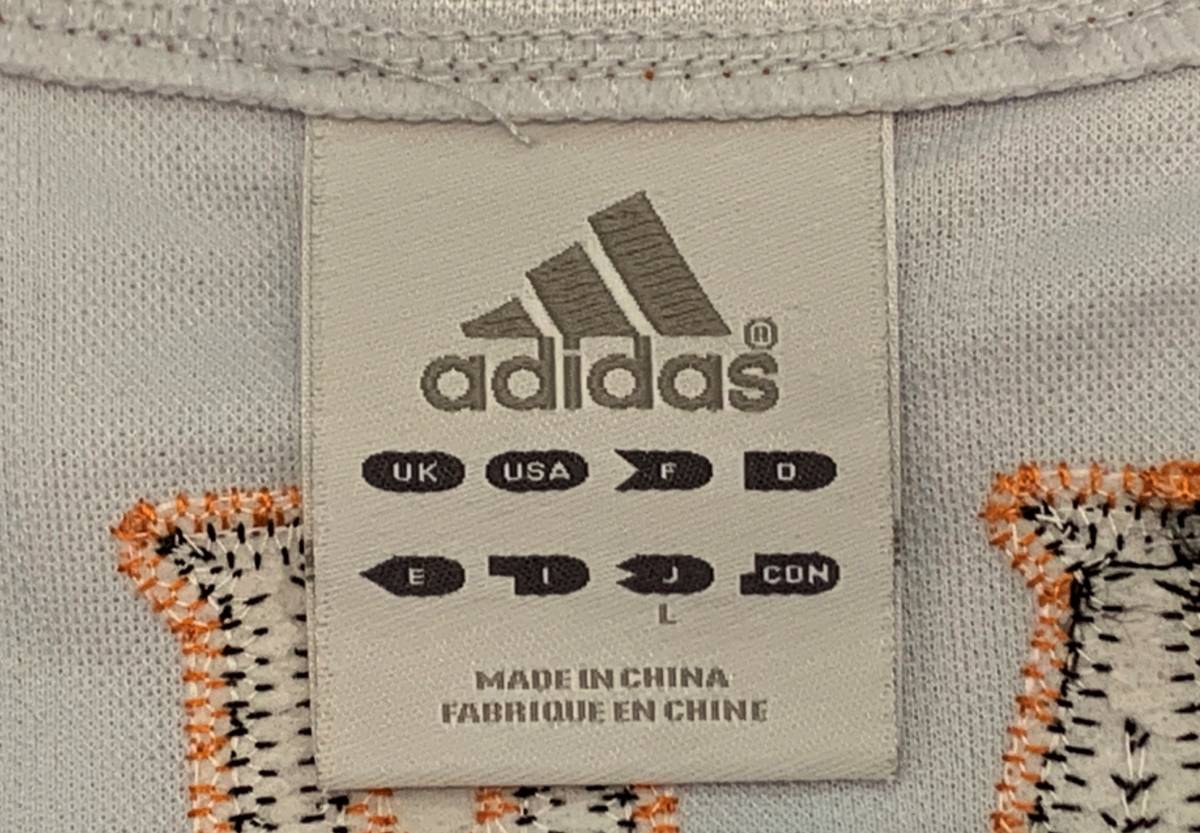 adidas®
UK USA F D
E I J CON
L
MADE IN CHINA
FABRIQUE EN CHINE